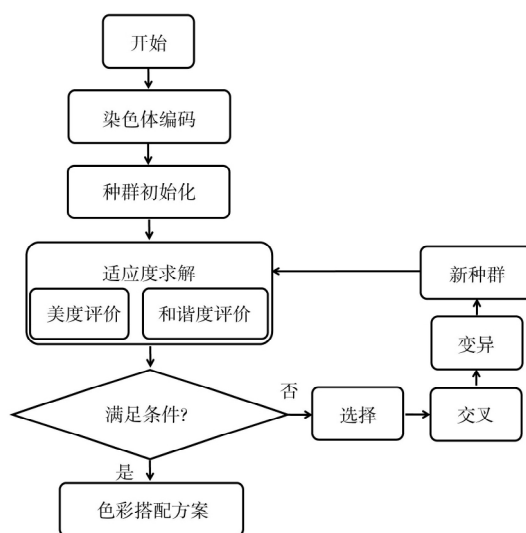 开始
染色体编码
种群初始化
适应度求解
美度评价
和谐度评价
新种群
变异
满足条件?
否
选择
交叉
是
色彩搭配方案